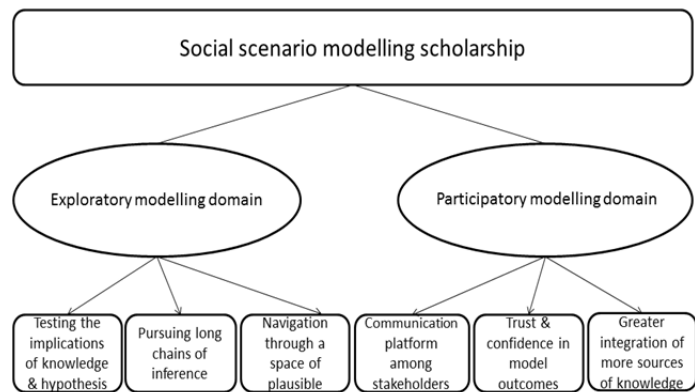 Social scenario modelling scholarship
Exploratory modelling domain
Participatory modelling domain
Testing the
implications
of knowledge
& hypothesis
Pursuing long
chains of
inference
Navigation
through a
space of
plausible
Communication
platform
among
stakeholders
Trust &
confidence in
model
outcomes
Greater
integration of
more sources
of knowledge